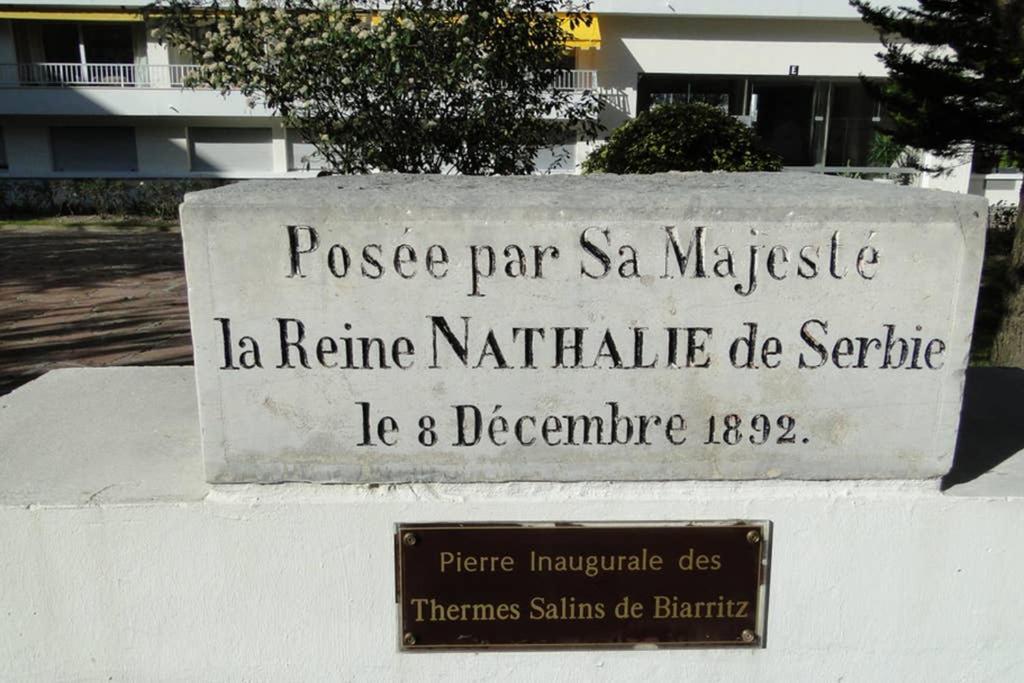 Posée par Sa Majesté
la Reine NATHALIE de Serbie
le 8 Décembre 1892.
Pierre Inaugurale des
Thermes Salins de Biarritz
E